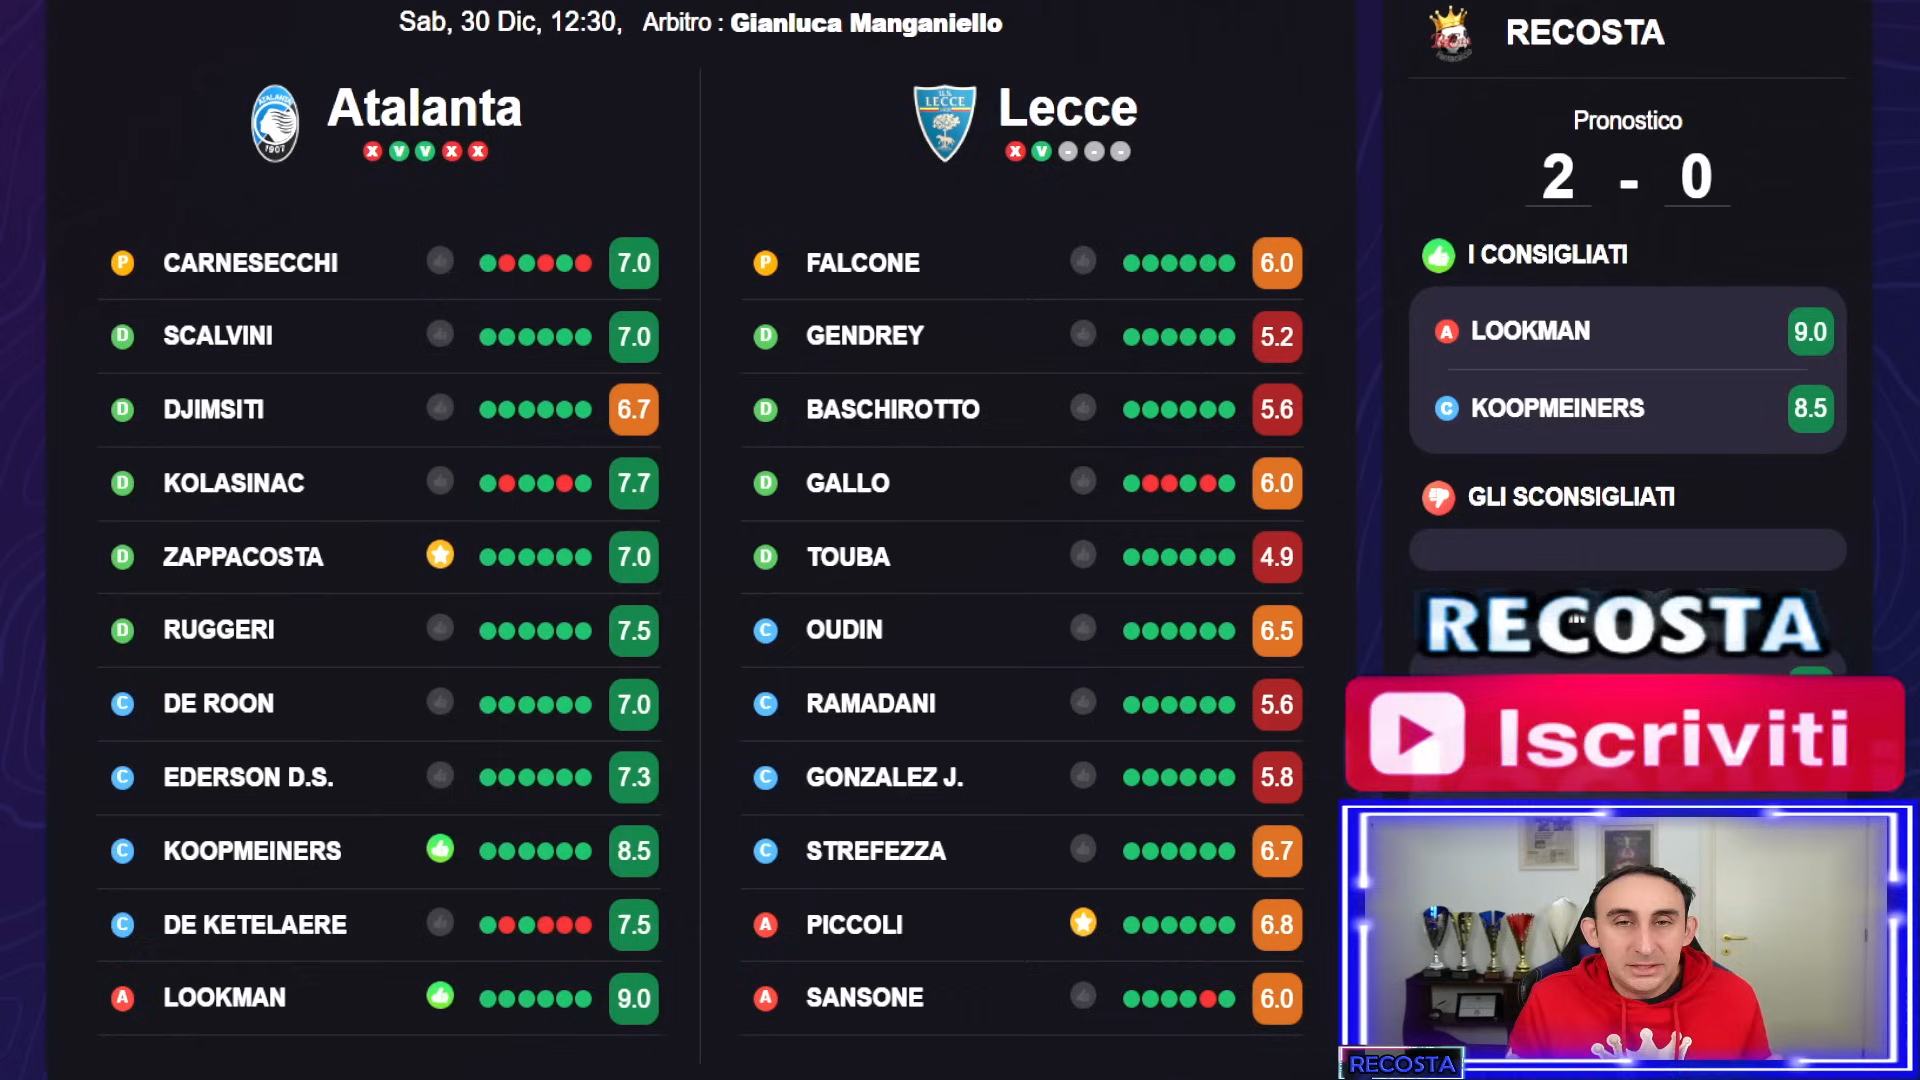 Sab, 30 Dic, 12:30, Arbitro : Gianluca Manganiello
Atalanta
ATALANTA
1907
X V V X X
P CARNESECCHI 7.0
D SCALVINI 7.0
D DJIMSITI 6.7
D KOLASINAC 7.7
D ZAPPACOSTA 7.0
D RUGGERI 7.5
C DE ROON 7.0
C EDERSON D.S. 7.3
C KOOPMEINERS 8.5
C DE KETELAERE 7.5
A LOOKMAN 9.0
Lecce
U.S.
LECCE
X V - - -
P FALCONE 6.0
D GENDREY 5.2
D BASCHIROTTO 5.6
D GALLO 6.0
D TOUBA 4.9
C OUDIN 6.5
C RAMADANI 5.6
C GONZALEZ J. 5.8
C STREFEZZA 6.7
A PICCOLI 6.8
A SANSONE 6.0
RECOSTA
Pronostico
2 - 0
I CONSIGLIATI
A LOOKMAN 9.0
C KOOPMEINERS 8.5
GLI SCONSIGLIATI
RECOSTA
Iscriviti
RECOSTA